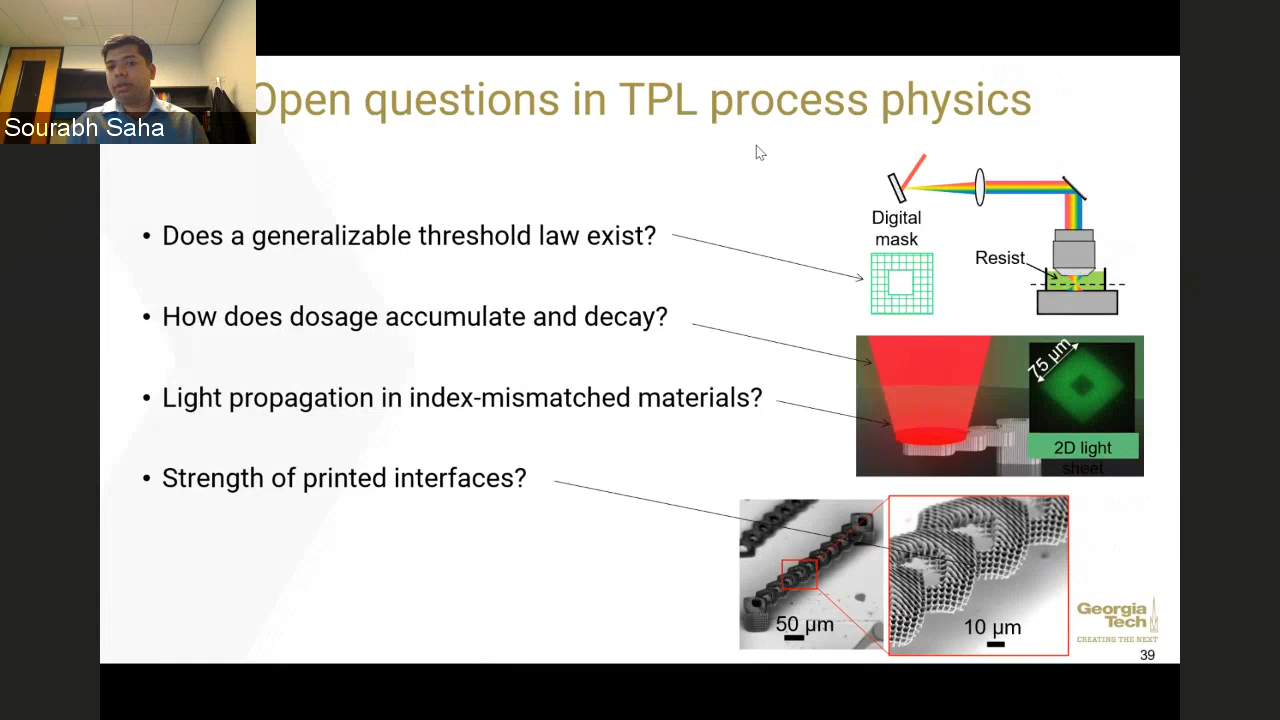 Sourabh Saha
Open questions in TPL process physics
• Does a generalizable threshold law exist?
• How does dosage accumulate and decay?
• Light propagation in index-mismatched materials?
• Strength of printed interfaces?
Digital
mask
Resist
75 µm
2D light
sheet
50 µm
10 µm
Georgia
Tech
CREATING THE NEXT
39